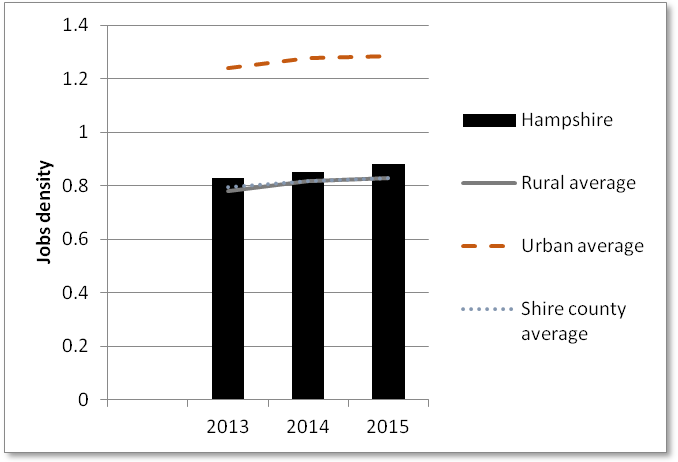 1.4
1.2
1
0.8
0.6
0.4
0.2
0
Jobs density
2013 2014 2015
Hampshire
Rural average
Urban average
Shire county
average